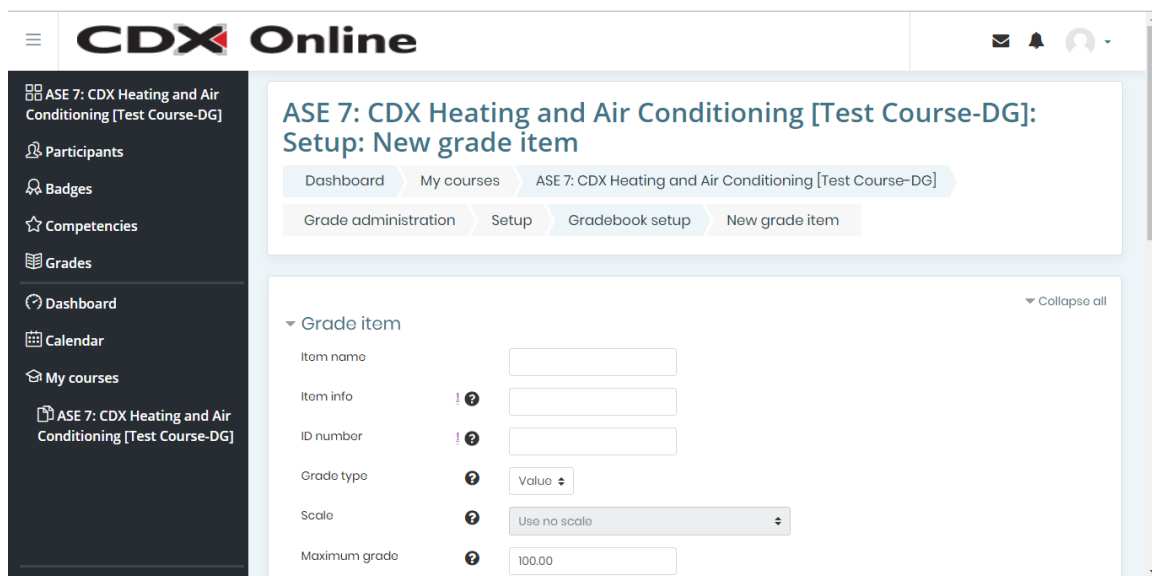 CDX Online
ASE 7: CDX Heating and Air
Conditioning [Test Course-DG]
Participants
Badges
Competencies
Grades
Dashboard
Calendar
My courses
ASE 7: CDX Heating and Air
Conditioning [Test Course-DG]
ASE 7: CDX Heating and Air Conditioning [Test Course-DG]:
Setup: New grade item
Dashboard My courses ASE 7: CDX Heating and Air Conditioning [Test Course-DG]
Grade administration Setup Gradebook setup New grade item
Collapse all
Grade item
Item name
Item info ! ?
ID number ! ?
Grade type ? Value
Scale ? Use no scale
Maximum grade ? 100.00